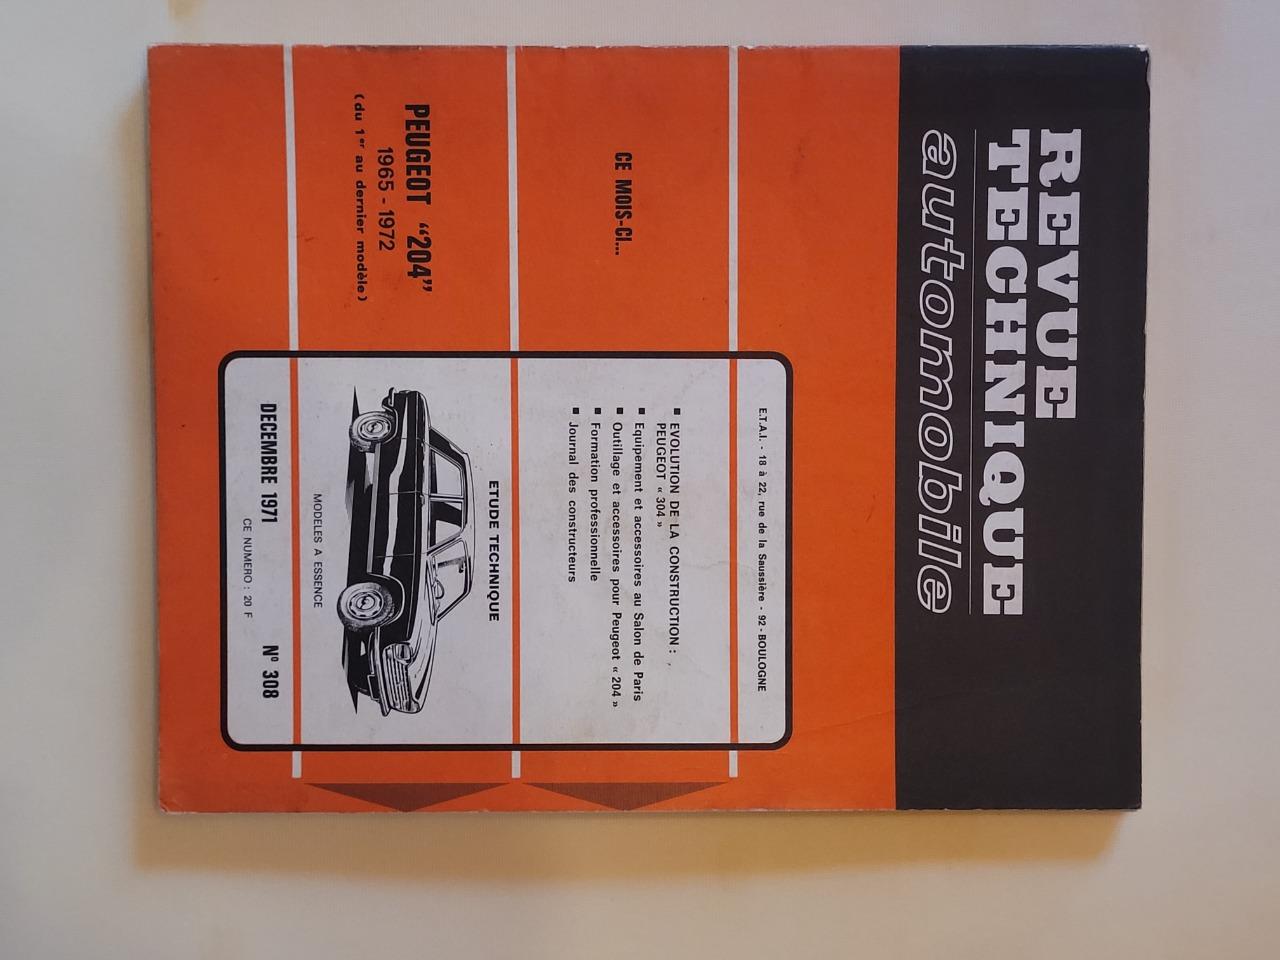 REVUE
TECHNIQUE
automobile
E.T.A.I. - 18 à 22, rue de la Saussière - 92 - BOULOGNE
CE MOIS-CI...
■ EVOLUTION DE LA CONSTRUCTION :
PEUGEOT « 304 »
■ Equipement et accessoires au Salon de Paris
■ Outillage et accessoires pour Peugeot « 204 »
■ Formation professionnelle
■ Journal des constructeurs
PEUGEOT “204”
1965 - 1972
(du 1er au dernier modèle)
ETUDE TECHNIQUE
MODELES A ESSENCE
DECEMBRE 1971 N° 308
CE NUMERO : 20 F